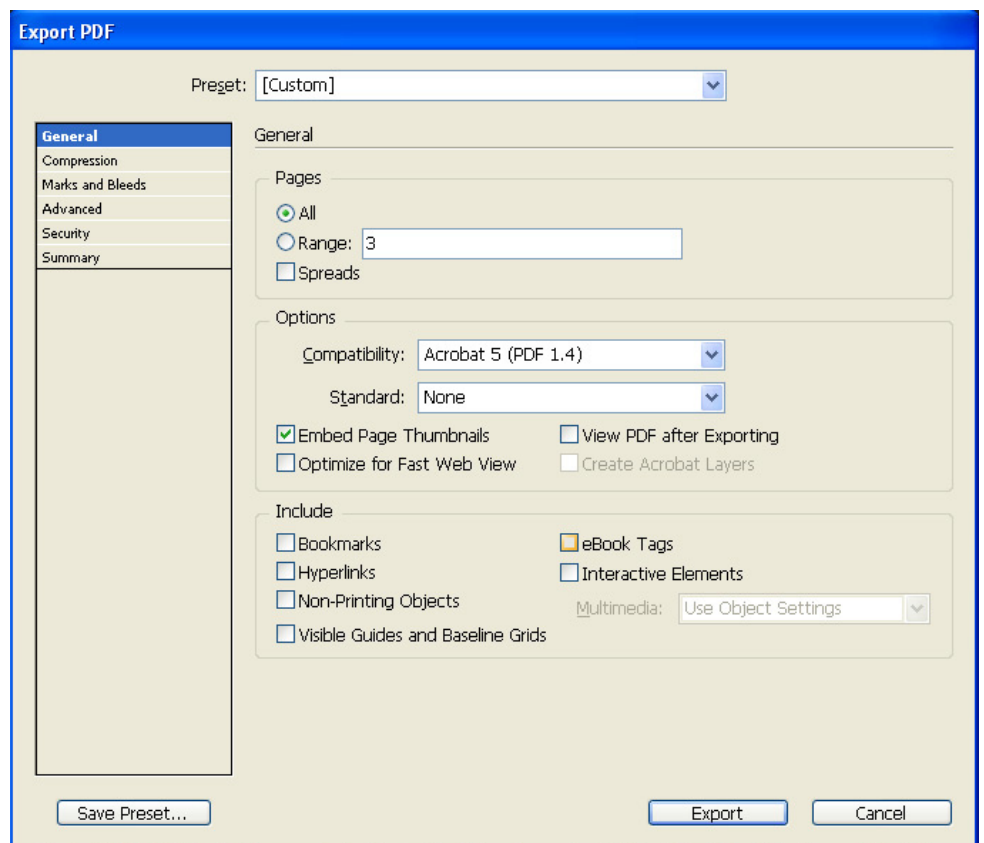 Export PDF
Preset: [Custom]
General
Compression
Marks and Bleeds
Advanced
Security
Summary
General
Pages
All
Range: 3
Spreads
Options
Compatibility: Acrobat 5 (PDF 1.4)
Standard: None
Embed Page Thumbnails View PDF after Exporting
Optimize for Fast Web View Create Acrobat Layers
Include
Bookmarks eBook Tags
Hyperlinks Interactive Elements
Non-Printing Objects Multimedia: Use Object Settings
Visible Guides and Baseline Grids
Save Preset... Export Cancel